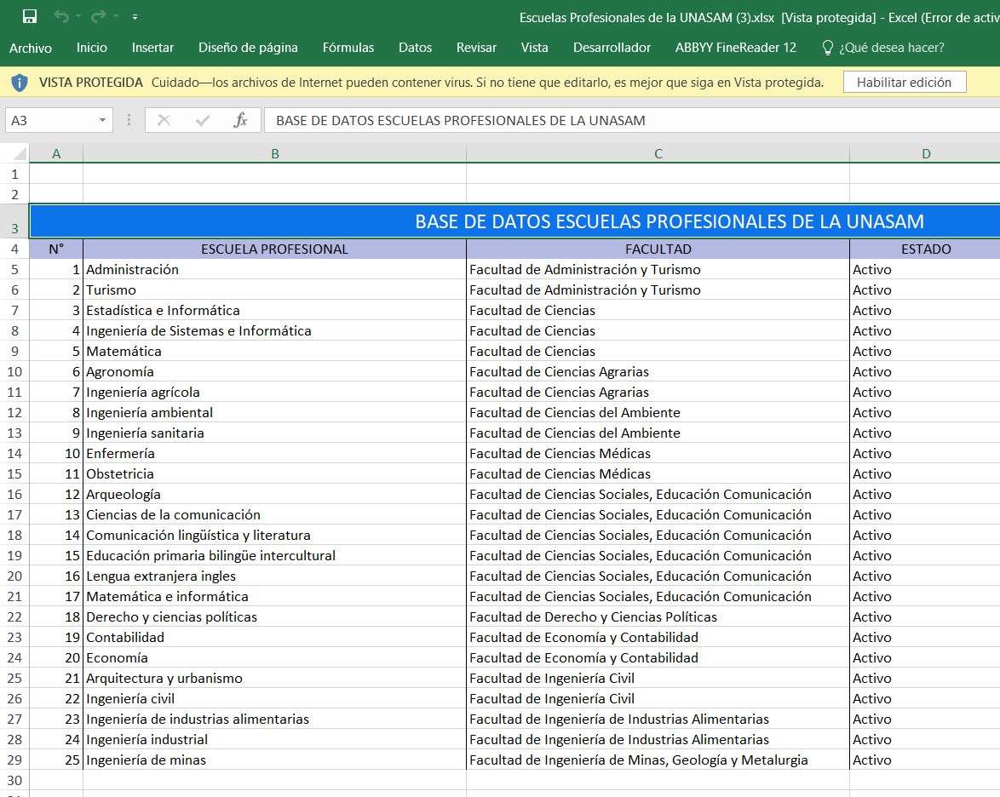 Escuelas Profesionales de la UNASAM (3).xlsx [Vista protegida] - Excel (Error de activ
Archivo Inicio Insertar Diseño de página Fórmulas Datos Revisar Vista Desarrollador ABBYY FineReader 12 ¿Qué desea hacer?
VISTA PROTEGIDA Cuidado—los archivos de Internet pueden contener virus. Si no tiene que editarlo, es mejor que siga en Vista protegida. Habilitar edición
A3 fx BASE DE DATOS ESCUELAS PROFESIONALES DE LA UNASAM
A B C D
1
2
3 BASE DE DATOS ESCUELAS PROFESIONALES DE LA UNASAM
4 N° ESCUELA PROFESIONAL FACULTAD ESTADO
5 1 Administración Facultad de Administración y Turismo Activo
6 2 Turismo Facultad de Administración y Turismo Activo
7 3 Estadística e Informática Facultad de Ciencias Activo
8 4 Ingeniería de Sistemas e Informática Facultad de Ciencias Activo
9 5 Matemática Facultad de Ciencias Activo
10 6 Agronomía Facultad de Ciencias Agrarias Activo
11 7 Ingeniería agrícola Facultad de Ciencias Agrarias Activo
12 8 Ingeniería ambiental Facultad de Ciencias del Ambiente Activo
13 9 Ingeniería sanitaria Facultad de Ciencias del Ambiente Activo
14 10 Enfermería Facultad de Ciencias Médicas Activo
15 11 Obstetricia Facultad de Ciencias Médicas Activo
16 12 Arqueología Facultad de Ciencias Sociales, Educación Comunicación Activo
17 13 Ciencias de la comunicación Facultad de Ciencias Sociales, Educación Comunicación Activo
18 14 Comunicación lingüística y literatura Facultad de Ciencias Sociales, Educación Comunicación Activo
19 15 Educación primaria bilingüe intercultural Facultad de Ciencias Sociales, Educación Comunicación Activo
20 16 Lengua extranjera ingles Facultad de Ciencias Sociales, Educación Comunicación Activo
21 17 Matemática e informática Facultad de Ciencias Sociales, Educación Comunicación Activo
22 18 Derecho y ciencias políticas Facultad de Derecho y Ciencias Políticas Activo
23 19 Contabilidad Facultad de Economía y Contabilidad Activo
24 20 Economía Facultad de Economía y Contabilidad Activo
25 21 Arquitectura y urbanismo Facultad de Ingeniería Civil Activo
26 22 Ingeniería civil Facultad de Ingeniería Civil Activo
27 23 Ingeniería de industrias alimentarias Facultad de Ingeniería de Industrias Alimentarias Activo
28 24 Ingeniería industrial Facultad de Ingeniería de Industrias Alimentarias Activo
29 25 Ingeniería de minas Facultad de Ingeniería de Minas, Geología y Metalurgia Activo
30